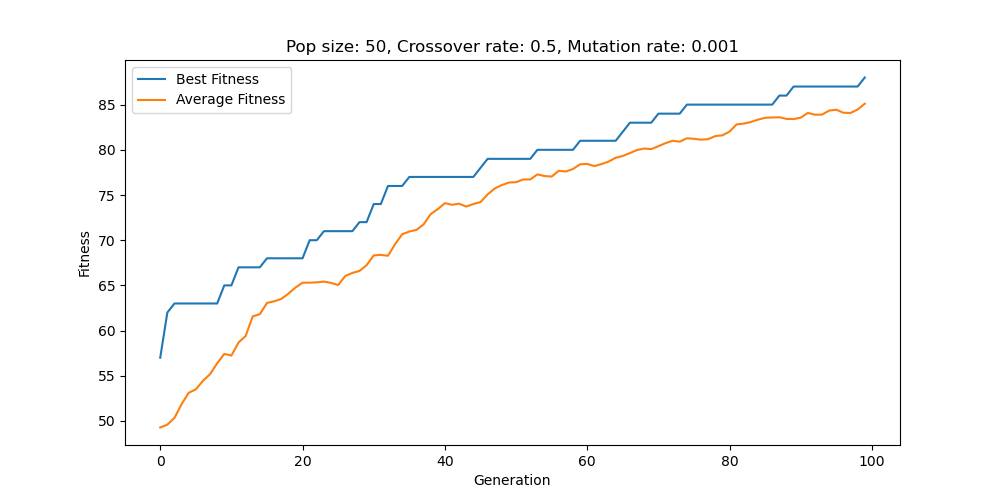 Pop size: 50, Crossover rate: 0.5, Mutation rate: 0.001
Best Fitness
Average Fitness
85
80
75
70
65
60
55
50
Fitness
0 20 40 60 80 100
Generation